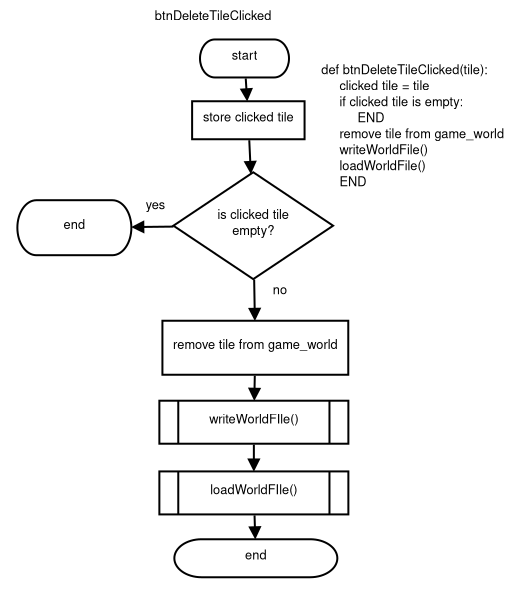 btnDeleteTileClicked
start
def btnDeleteTileClicked(tile):
clicked tile = tile
if clicked tile is empty:
END
remove tile from game_world
writeWorldFile()
loadWorldFile()
END
store clicked tile
yes
is clicked tile
empty?
end
no
remove tile from game_world
writeWorldFIle()
loadWorldFIle()
end